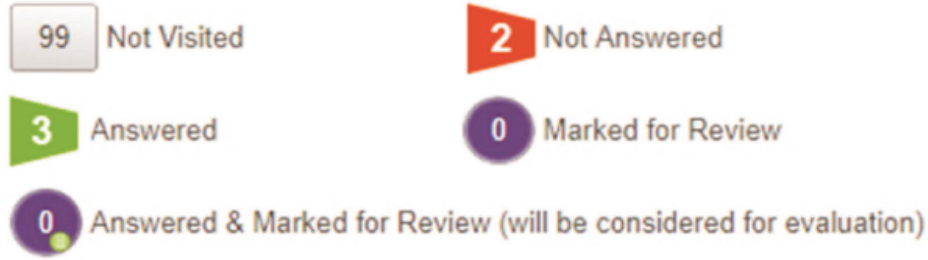 99 Not Visited 2 Not Answered
3 Answered 0 Marked for Review
0 Answered & Marked for Review (will be considered for evaluation)